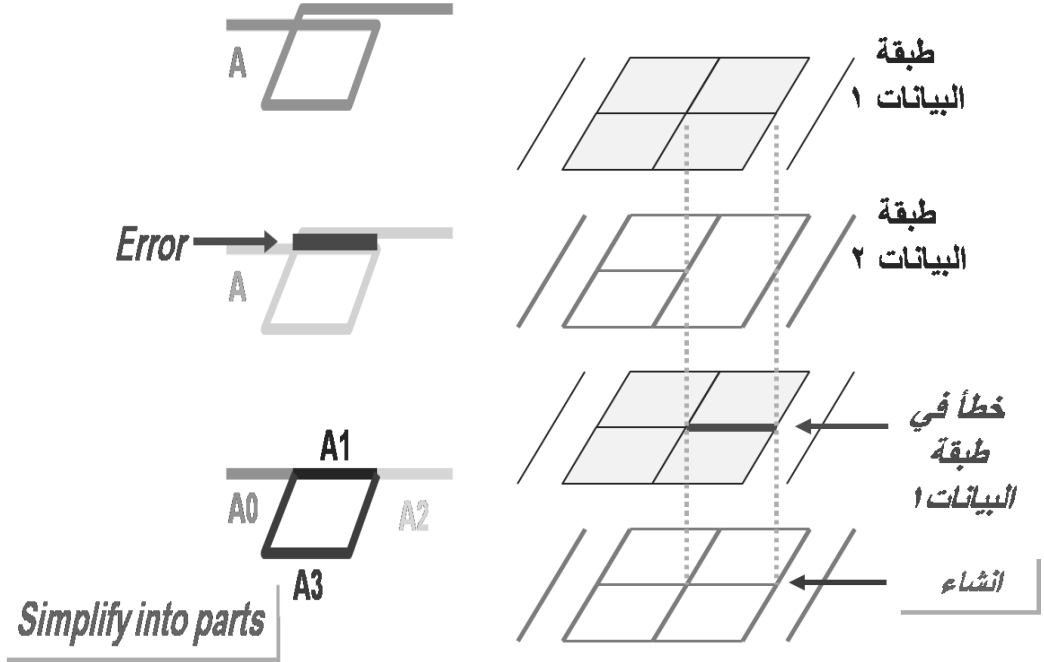 A
Error
A
A1
A0
A2
A3
Simplify into parts
طبقة
البيانات ١
طبقة
البيانات ٢
خطأ في
طبقة
البيانات١
انشاء